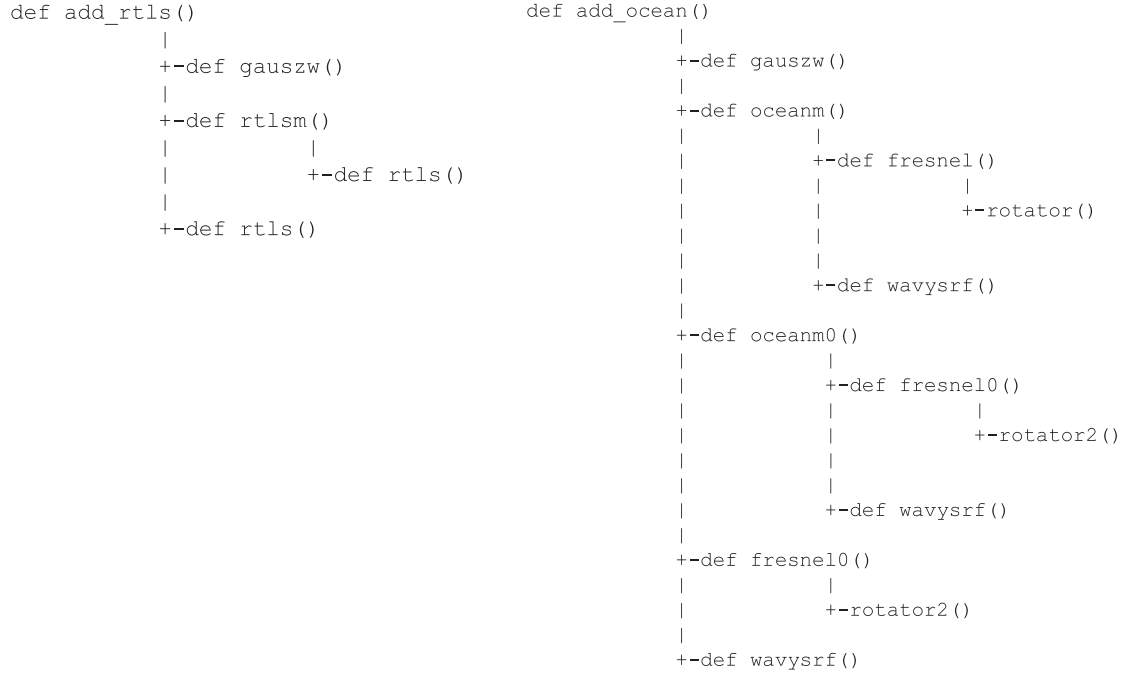 def add_rtls()
|
+-def gauszw()
|
+-def rtlsm()
| |
| +-def rtls()
|
+-def rtls()
def add_ocean()
|
+-def gauszw()
|
+-def oceanm()
| |
| +-def fresnel()
| | |
| | +-rotator()
| |
| |
| +-def wavysrf()
|
+-def oceanm0()
| |
| +-def fresnel0()
| | |
| | +-rotator2()
| |
| |
| +-def wavysrf()
|
+-def fresnel0()
| |
| +-rotator2()
|
+-def wavysrf()